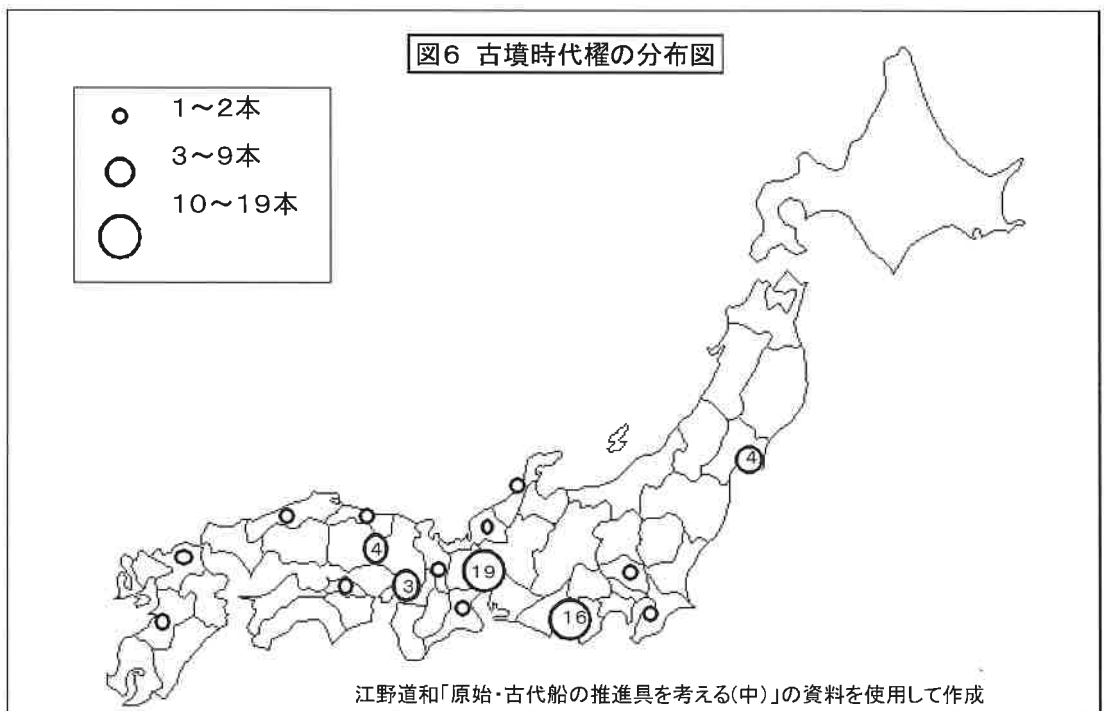 図6 古墳時代櫂の分布図
1～2本
3～9本
10～19本
4
4
19
3
16
江野道和「原始・古代船の推進具を考える(中)」の資料を使用して作成